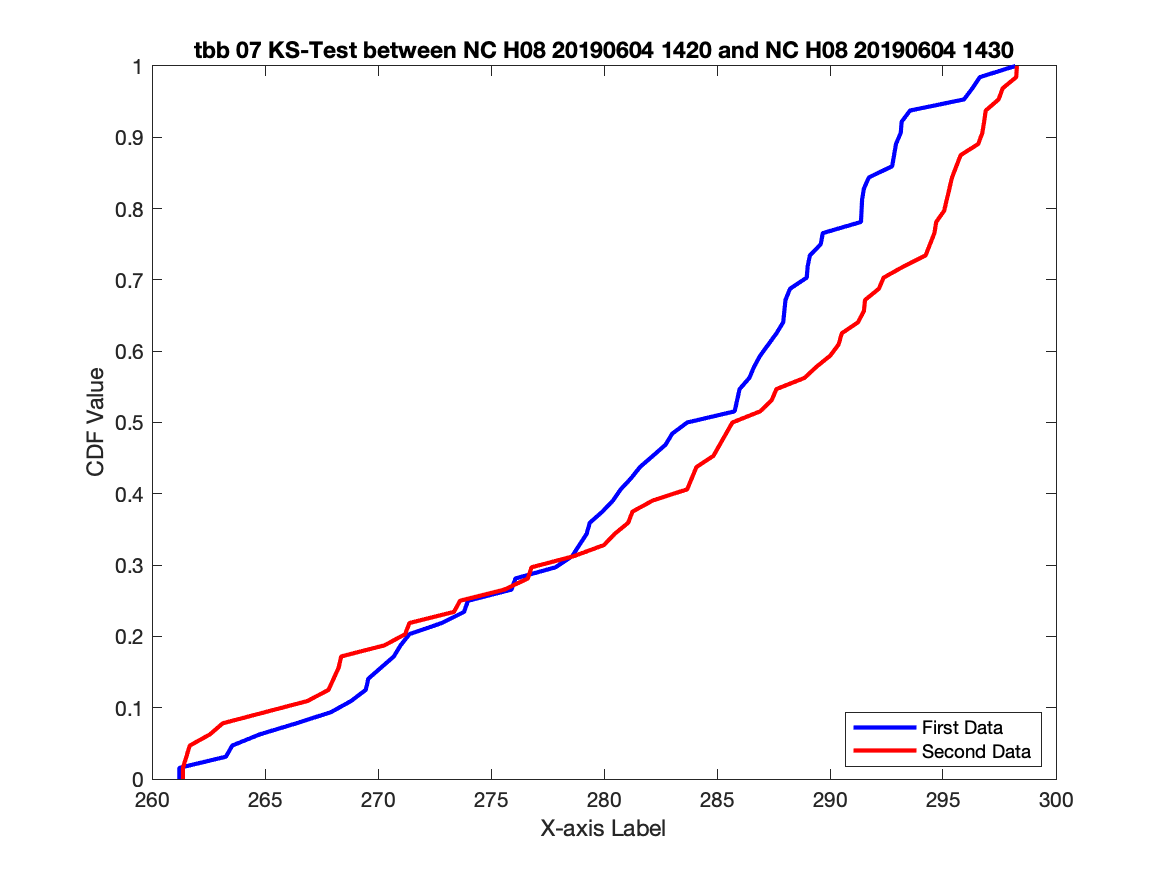 tbb 07 KS-Test between NC H08 20190604 1420 and NC H08 20190604 1430
1
0.9
0.8
0.7
0.6
0.5
0.4
0.3
0.2
0.1
0
CDF Value
First Data
Second Data
260 265 270 275 280 285 290 295 300
X-axis Label